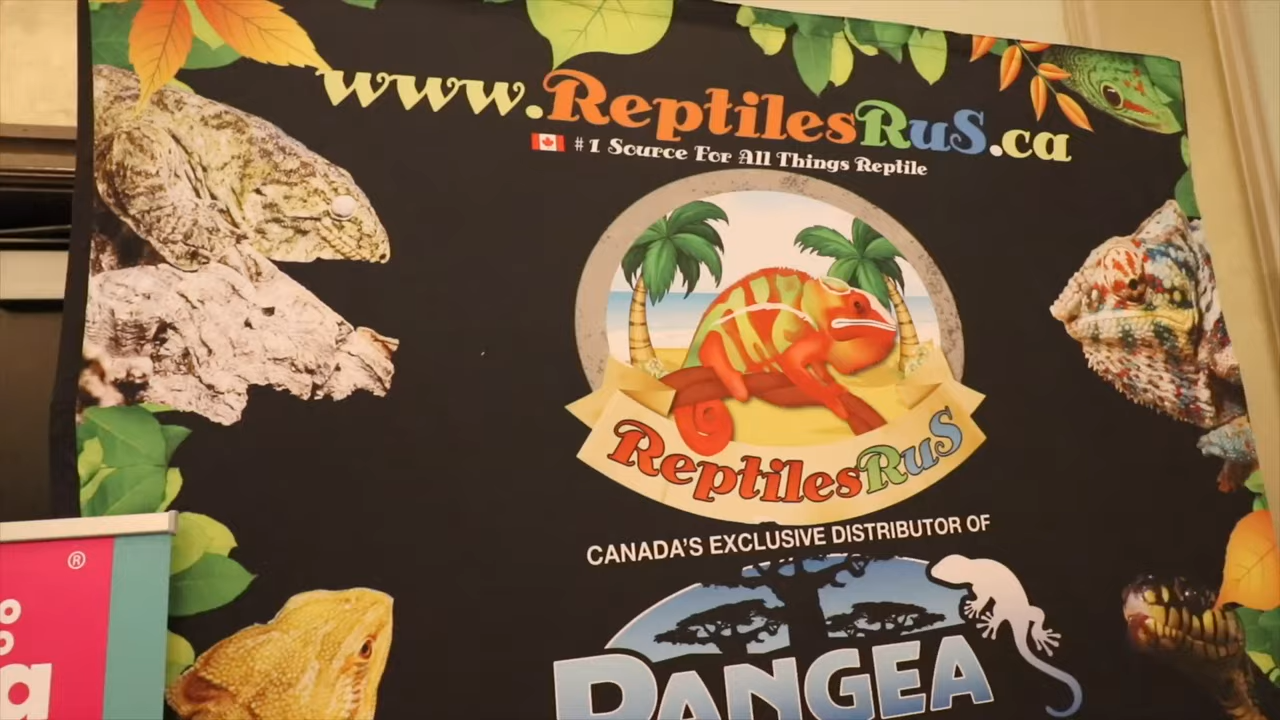 www.ReptilesRuS.ca
#1 Source For All Things Reptile
ReptilesRuS
CANADA'S EXCLUSIVE DISTRIBUTOR OF
PANGEA
®
a